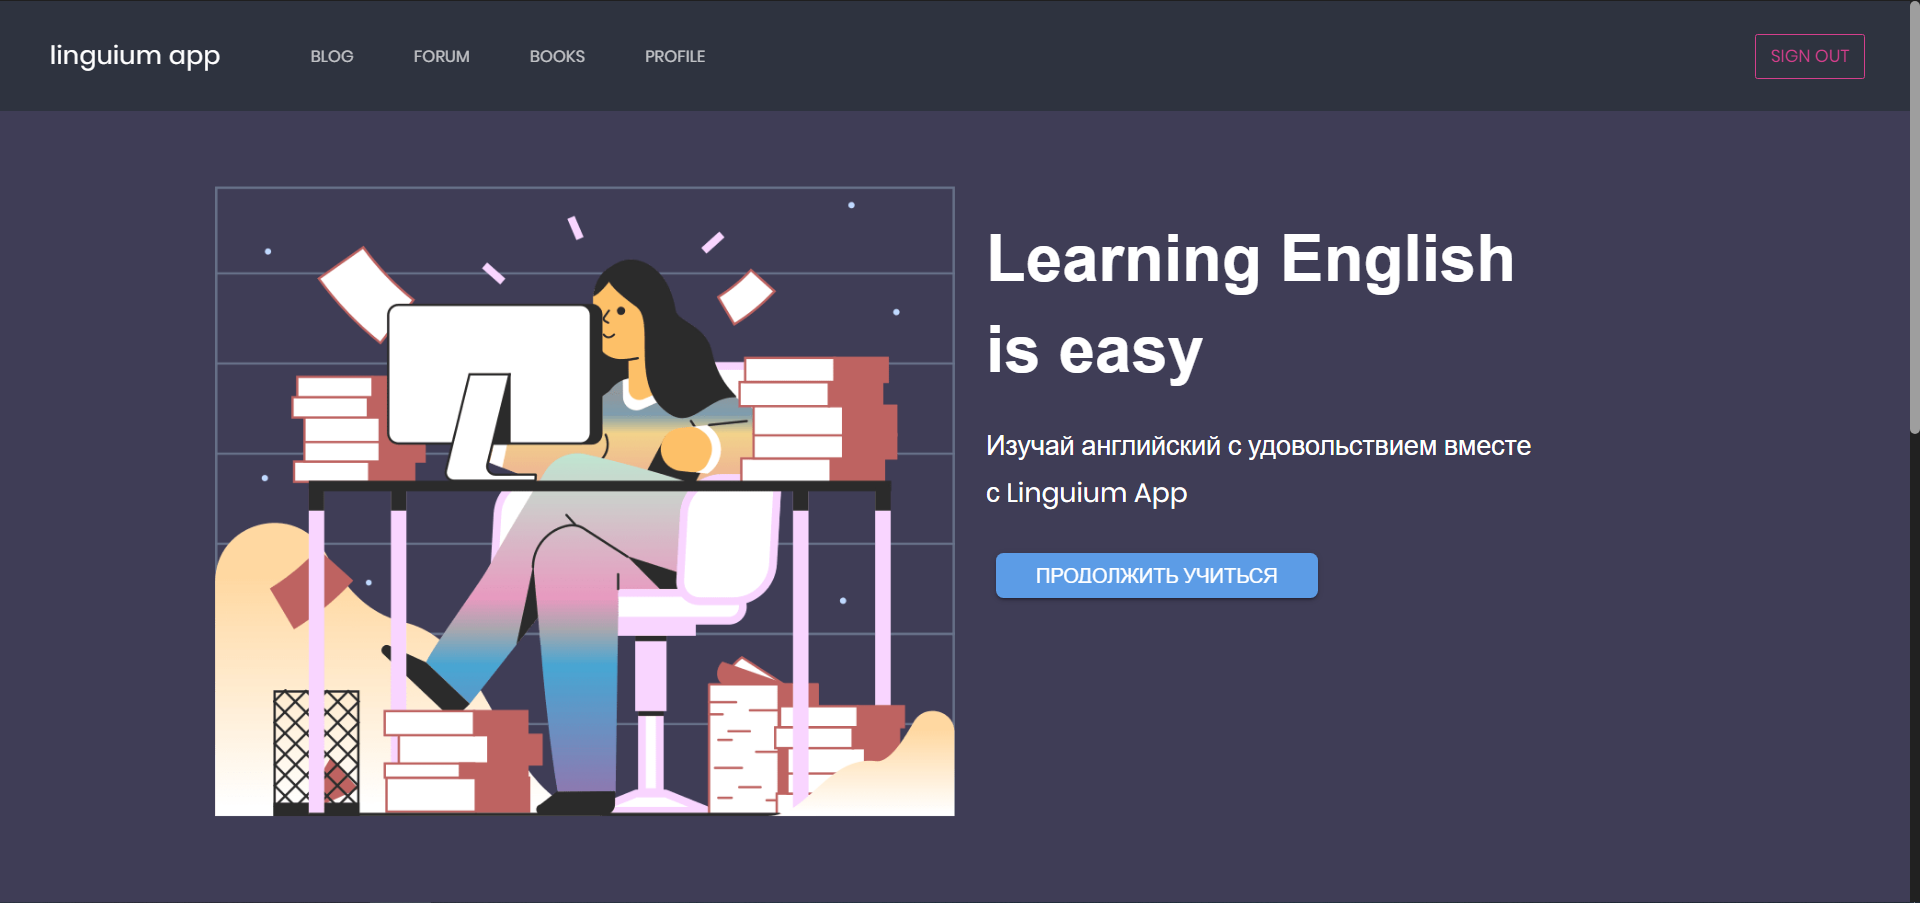 linguium app
BLOG
FORUM
BOOKS
PROFILE
SIGN OUT
Learning English
is easy
Изучай английский с удовольствием вместе
с Linguium App
ПРОДОЛЖИТЬ УЧИТЬСЯ